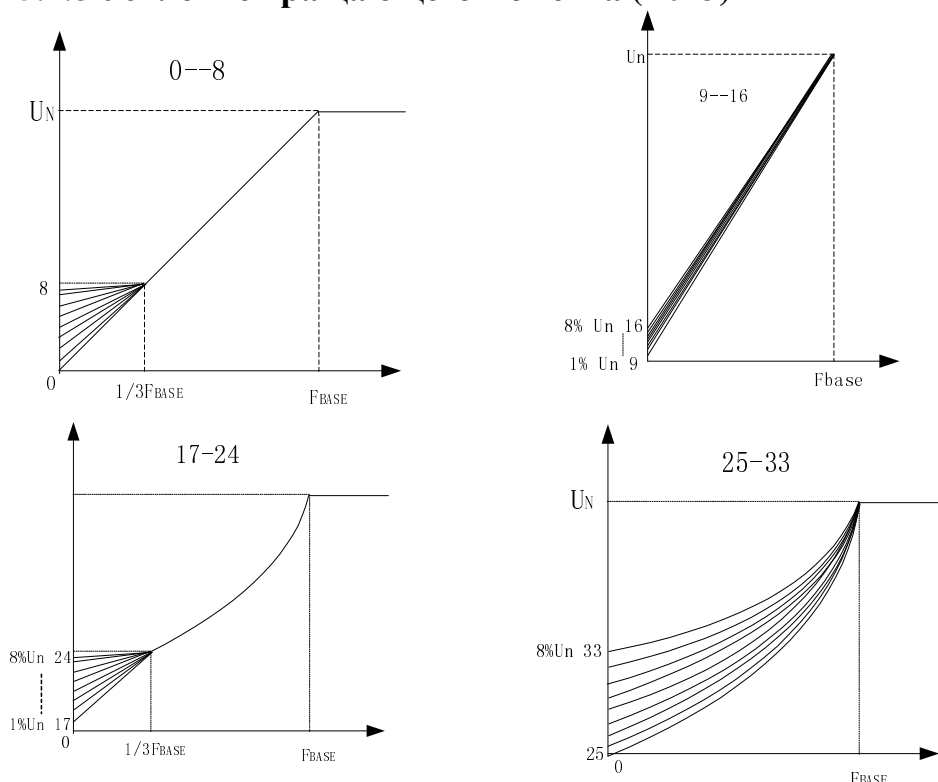 0--8
UN
8
0
1/3FBASE
FBASE
Un
9--16
8% Un 16
1% Un 9
Fbase
17-24
8%Un 24
1%Un 17
0
1/3FBASE
FBASE
25-33
UN
8%Un 33
25
0
FBASE